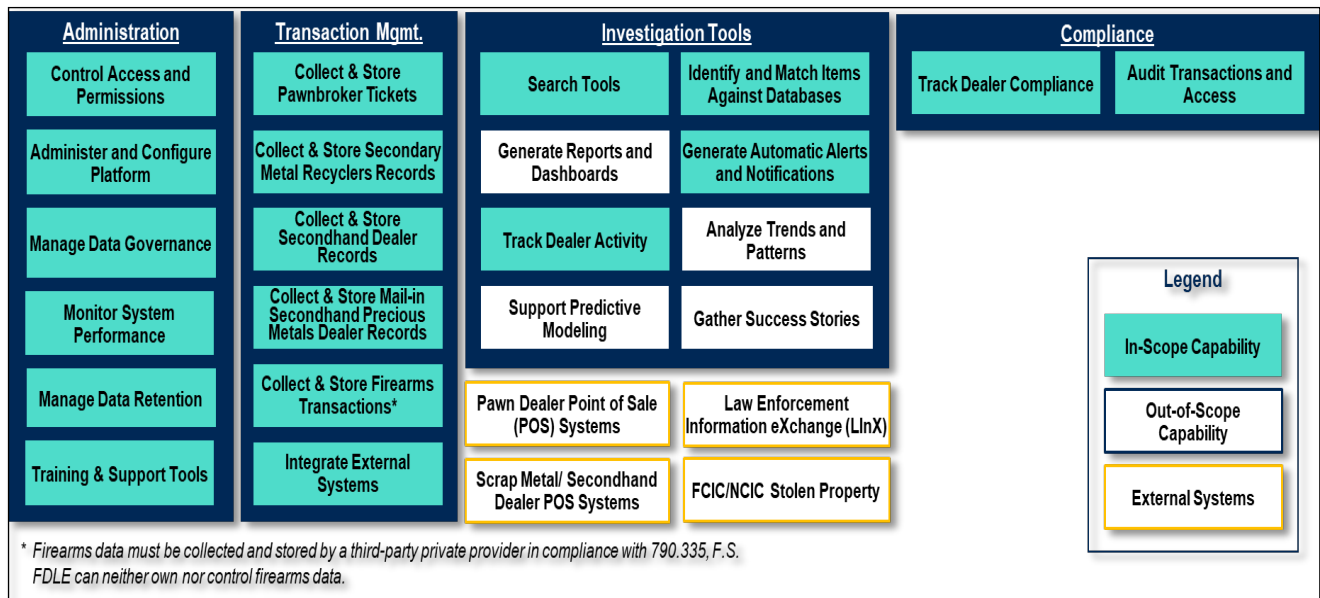 Administration
Control Access and
Permissions
Administer and Configure
Platform
Manage Data Governance
Monitor System
Performance
Manage Data Retention
Training & Support Tools
Transaction Mgmt.
Collect & Store
Pawnbroker Tickets
Collect & Store Secondary
Metal Recyclers Records
Collect & Store
Secondhand Dealer
Records
Collect & Store Mail-in
Secondhand Precious
Metals Dealer Records
Collect & Store Firearms
Transactions*
Integrate External
Systems
Investigation Tools
Search Tools
Identify and Match Items
Against Databases
Generate Reports and
Dashboards
Generate Automatic Alerts
and Notifications
Track Dealer Activity
Analyze Trends and
Patterns
Support Predictive
Modeling
Gather Success Stories
Pawn Dealer Point of Sale
(POS) Systems
Law Enforcement
Information eXchange (LInX)
Scrap Metal/ Secondhand
Dealer POS Systems
FCIC/NCIC Stolen Property
Compliance
Track Dealer Compliance
Audit Transactions and
Access
Legend
In-Scope Capability
Out-of-Scope
Capability
External Systems
* Firearms data must be collected and stored by a third-party private provider in compliance with 790.335, F.S.
FDLE can neither own nor control firearms data.